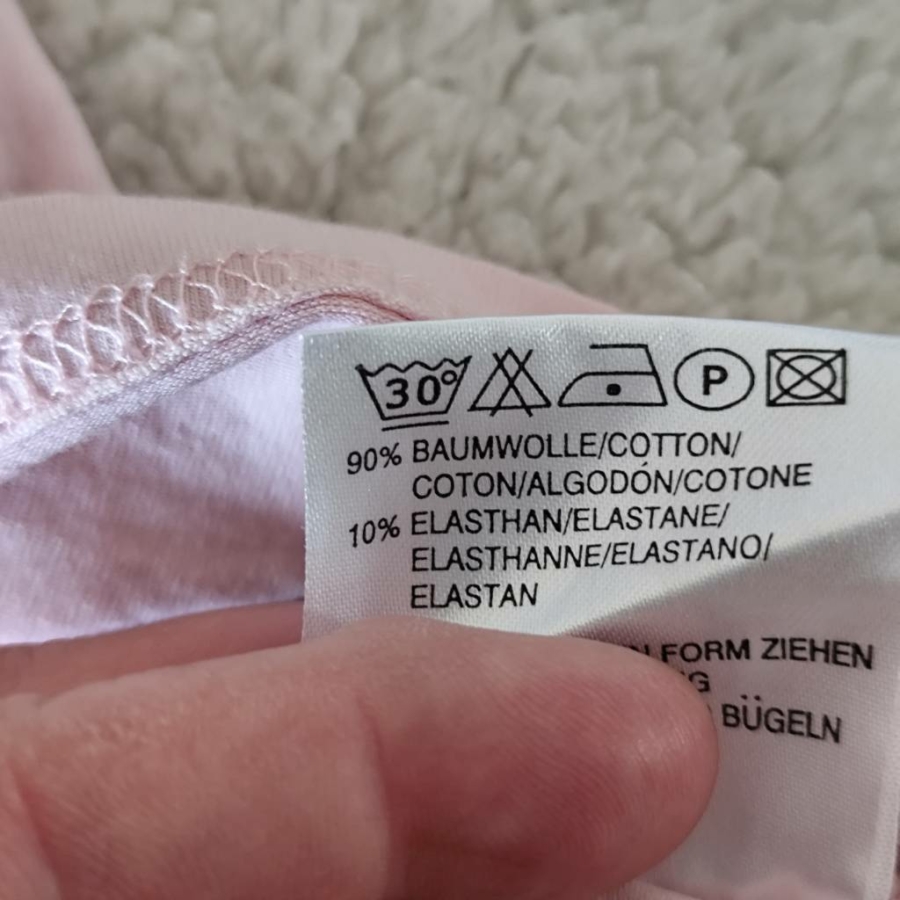 30°
P
90% BAUMWOLLE/COTTON/
COTON/ALGODÓN/COTONE
10% ELASTHAN/ELASTANE/
ELASTHANNE/ELASTANO/
ELASTAN
FORM ZIEHEN
BÜGELN